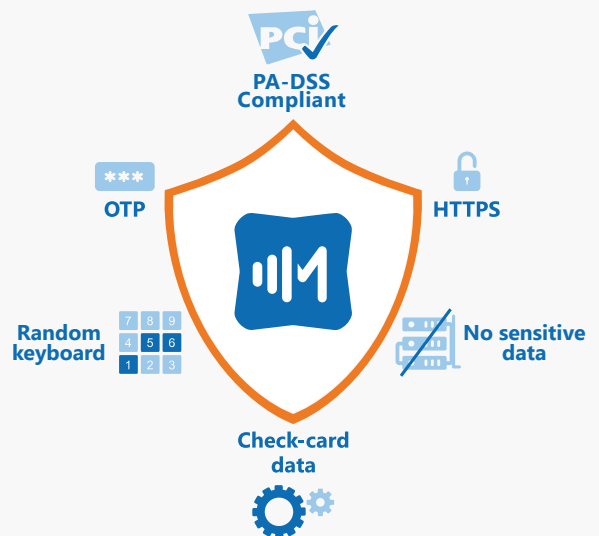 PCi
PA-DSS
Compliant
***
OTP
HTTPS
7 8 9
4 5 6
1 2 3
Random
keyboard
No sensitive
data
Check-card
data